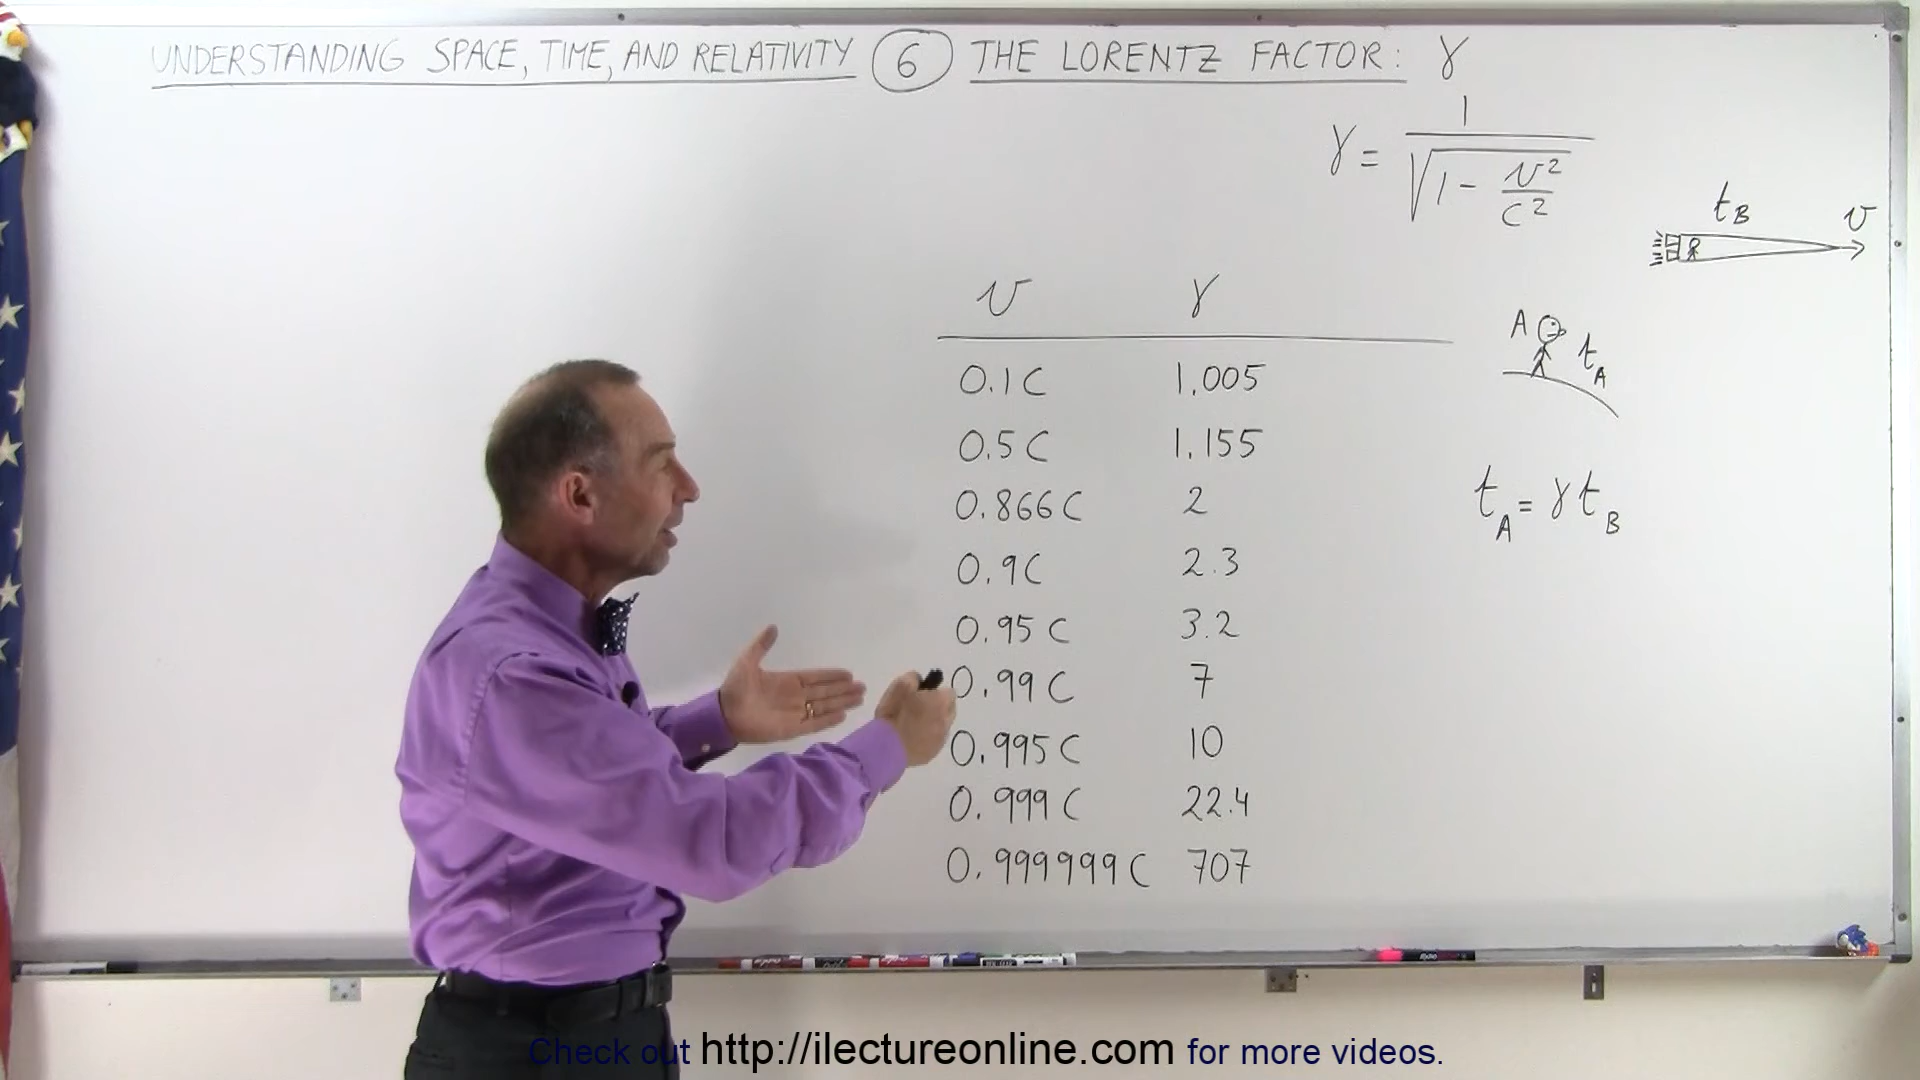 UNDERSTANDING SPACE, TIME, AND RELATIVITY 6 THE LORENTZ FACTOR: γ
γ = 1 / √(1 - v²/c²)
t_B v
v γ
A t_A
0.1C 1.005
0.5C 1.155
0.866C 2
t_A = γ t_B
0.9C 2.3
0.95C 3.2
0.99C 7
0.995C 10
0.999C 22.4
0.999999C 707
Check out http://ilectureonline.com for more videos.